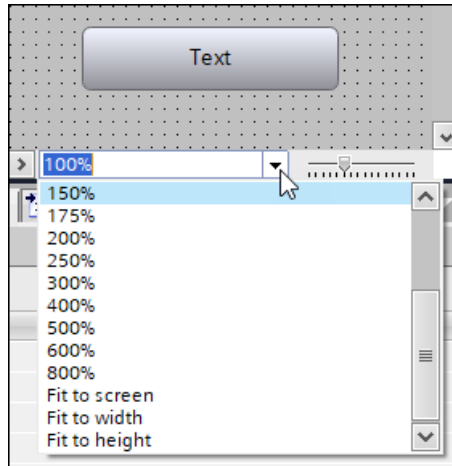 Text
100%
150%
175%
200%
250%
300%
400%
500%
600%
800%
Fit to screen
Fit to width
Fit to height